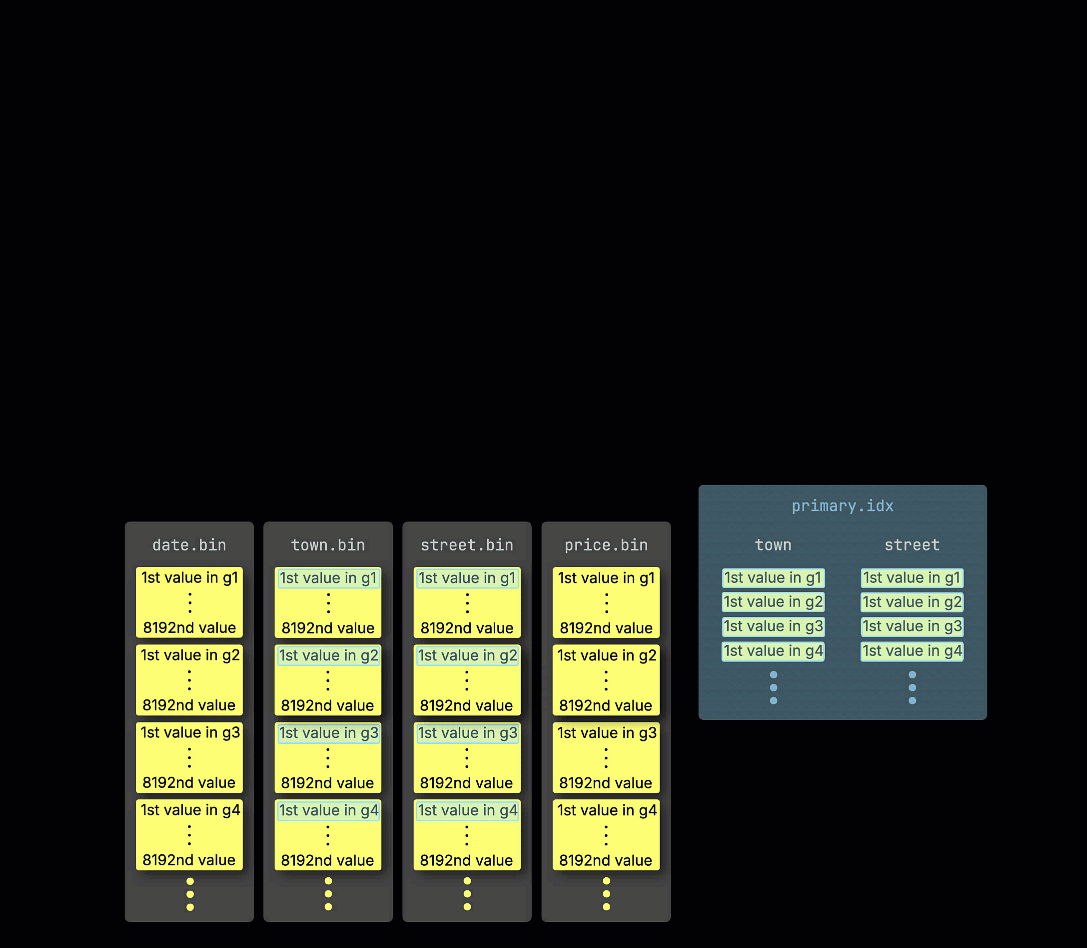 primary.idx
date.bin town.bin street.bin price.bin town street
1st value in g1 1st value in g1 1st value in g1 1st value in g1 1st value in g1 1st value in g1
1st value in g2 1st value in g2
8192nd value 8192nd value 8192nd value 8192nd value 1st value in g3 1st value in g3
1st value in g2 1st value in g2 1st value in g2 1st value in g2 1st value in g4 1st value in g4
8192nd value 8192nd value 8192nd value 8192nd value
1st value in g3 1st value in g3 1st value in g3 1st value in g3
8192nd value 8192nd value 8192nd value 8192nd value
1st value in g4 1st value in g4 1st value in g4 1st value in g4
8192nd value 8192nd value 8192nd value 8192nd value